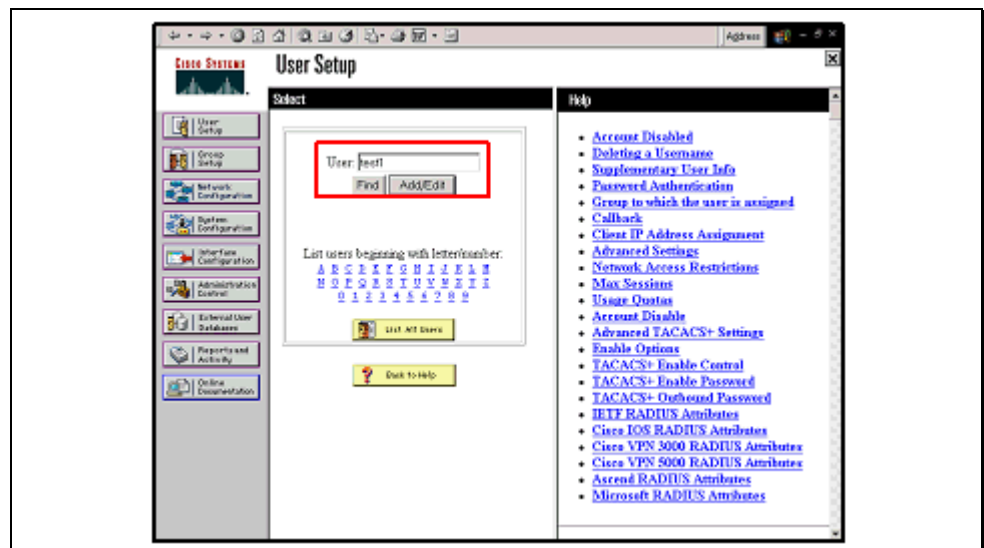 Address
CISCO SYSTEMS
User Setup
Select
Help
User Setup
Group Setup
Network Configuration
System Configuration
Interface Configuration
Administration Control
External User Databases
Reports and Activity
Online Documentation
User: test1
Find Add/Edit
List users beginning with letter/number:
A B C D E F G H I J K L M
N O P Q R S T U V W X Y Z
0 1 2 3 4 5 6 7 8 9
List All Users
Back to Help
Account Disabled
Deleting a Username
Supplementary User Info
Password Authentication
Group to which the user is assigned
Callback
Client IP Address Assignment
Advanced Settings
Network Access Restrictions
Max Sessions
Usage Quotas
Account Disable
Advanced TACACS+ Settings
Enable Options
TACACS+ Enable Control
TACACS+ Enable Password
TACACS+ Outbound Password
IETF RADIUS Attributes
Cisco IOS RADIUS Attributes
Cisco VPN 3000 RADIUS Attributes
Cisco VPN 5000 RADIUS Attributes
Ascend RADIUS Attributes
Microsoft RADIUS Attributes